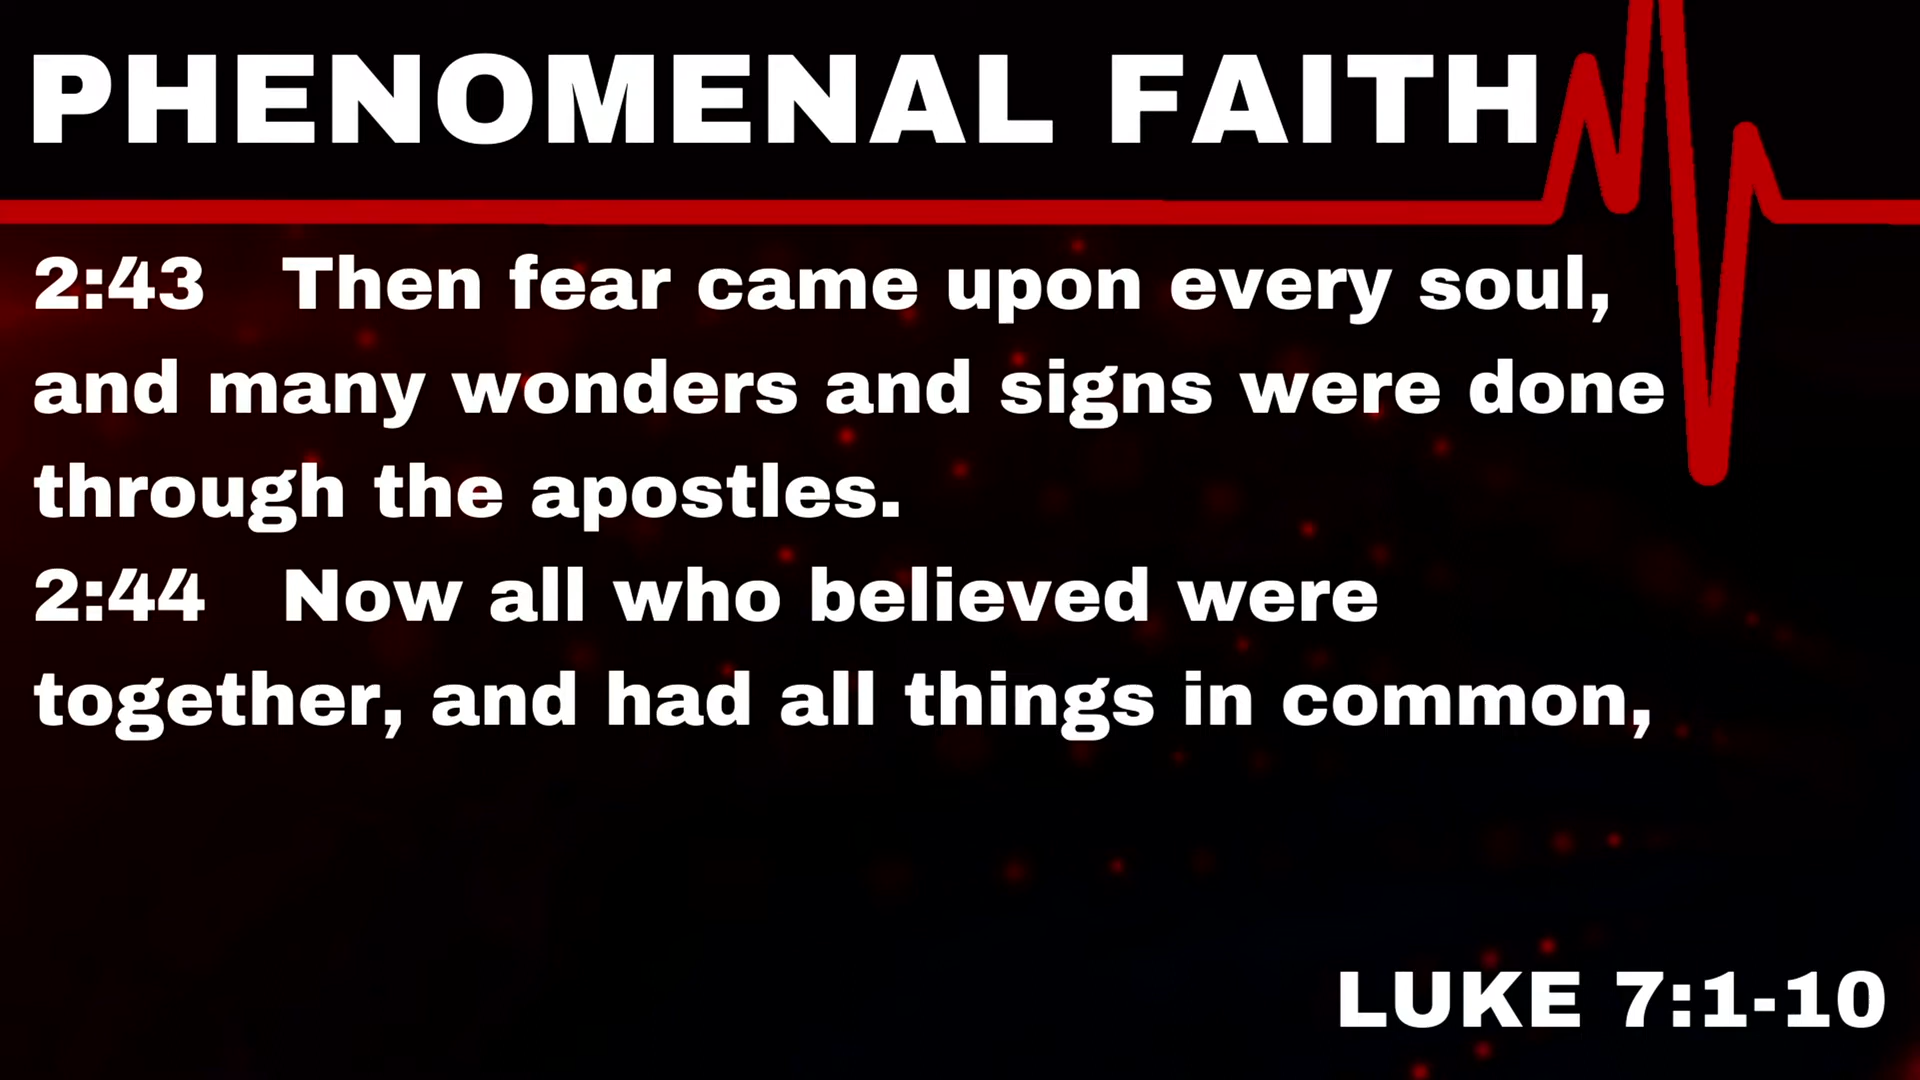 PHENOMENAL FAITH
2:43 Then fear came upon every soul,
and many wonders and signs were done
through the apostles.
2:44 Now all who believed were
together, and had all things in common,
LUKE 7:1-10